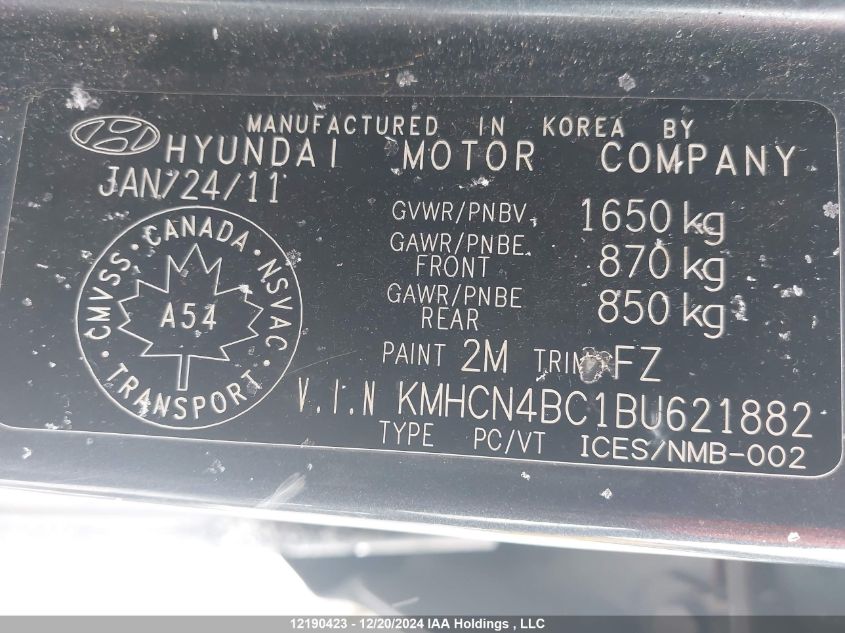 MANUFACTURED IN KOREA BY
HYUNDAI MOTOR COMPANY
JAN/24/11
GVWR/PNBV 1650 kg
GAWR/PNBE FRONT 870 kg
GAWR/PNBE REAR 850 kg
CMVSS · CANADA · NSVAC · TRANSPORT ·
A54
PAINT 2M TRIM FZ
V.I.N KMHCN4BC1BU621882
TYPE PC/VT ICES/NMB-002
12190423 - 12/20/2024 IAA Holdings , LLC